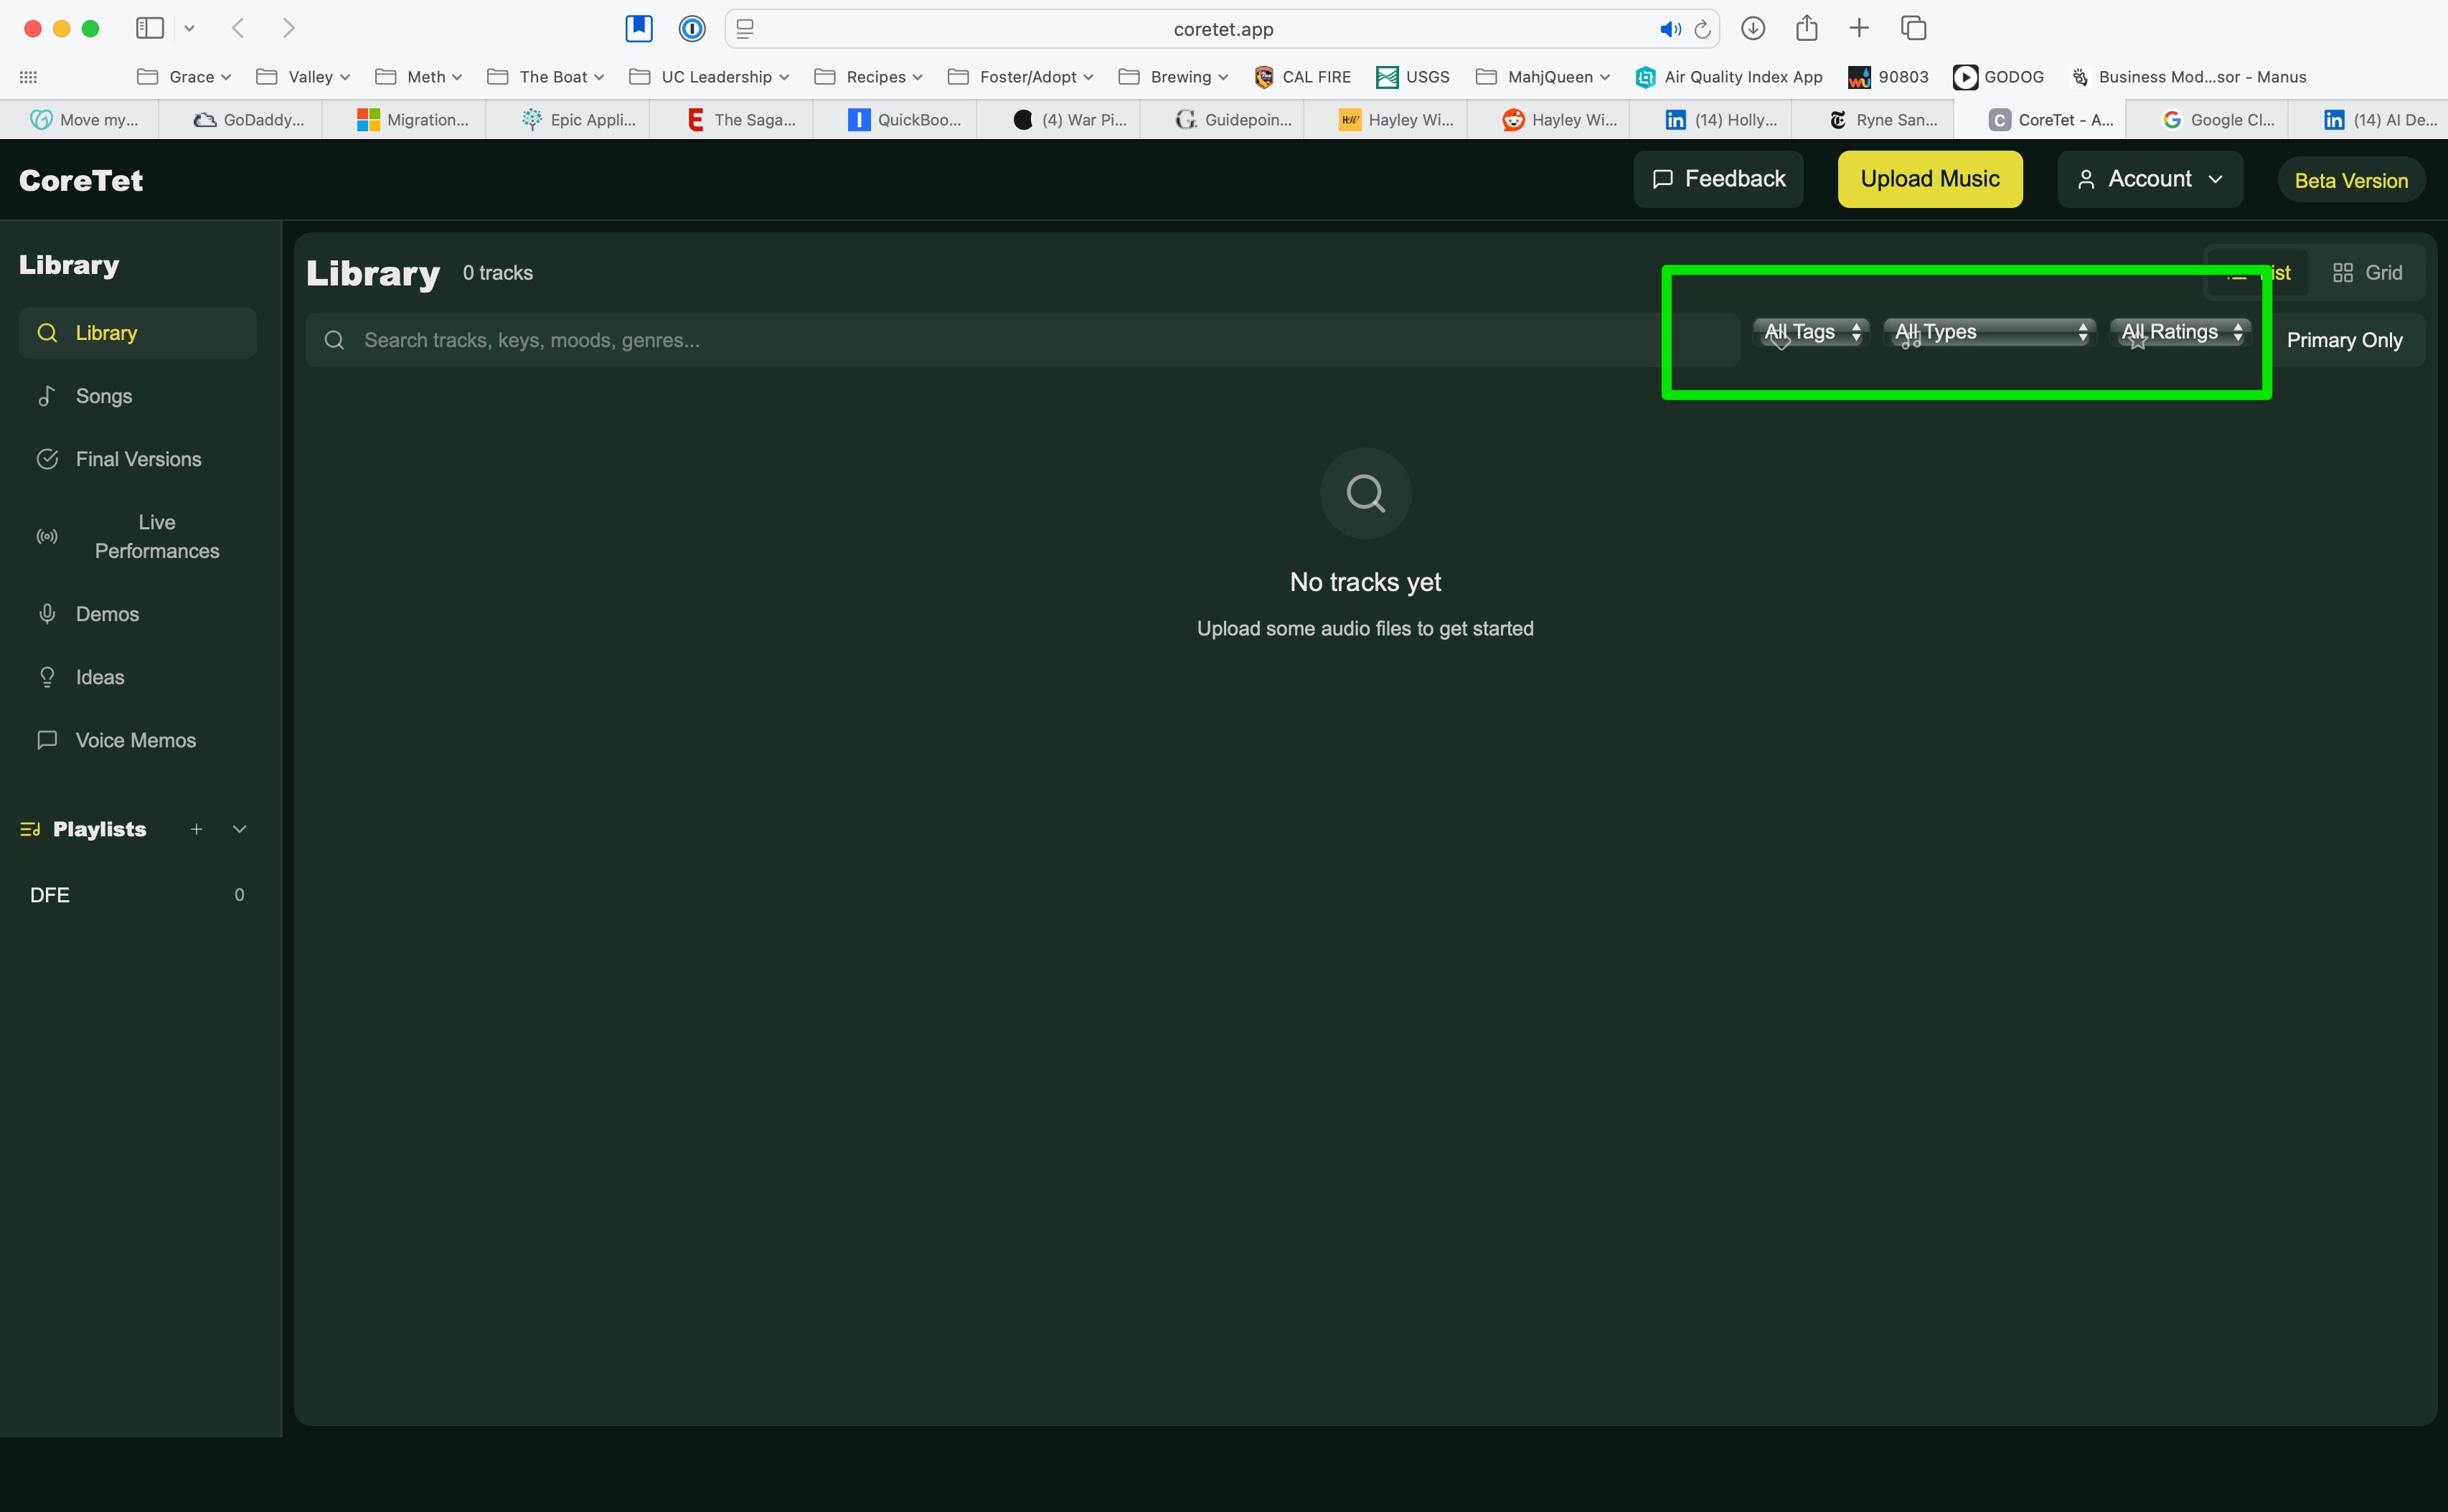 coretet.app
Grace Valley Meth The Boat UC Leadership Recipes Foster/Adopt Brewing CAL FIRE USGS MahjQueen Air Quality Index App 90803 GODOG Business Mod...sor - Manus
Move my... GoDaddy... Migration... Epic Appli... The Saga... QuickBoo... (4) War Pi... Guidepoin... Hayley Wi... Hayley Wi... (14) Holly... Ryne San... CoreTet - A... Google Cl... (14) AI De...
CoreTet Feedback Upload Music Account Beta Version
Library
Library
Songs
Final Versions
Live
Performances
Demos
Ideas
Voice Memos
Playlists
DFE 0
Library 0 tracks ist Grid
Search tracks, keys, moods, genres... All Tags All Types All Ratings Primary Only
No tracks yet
Upload some audio files to get started